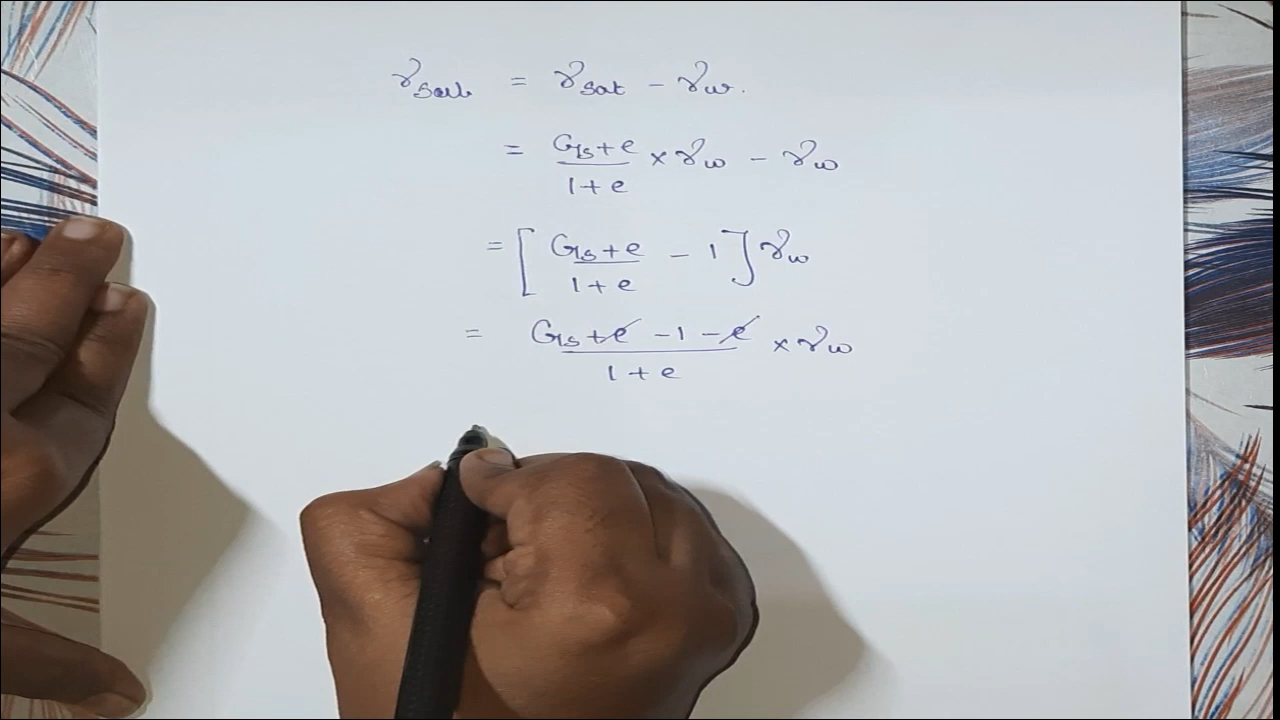 γsub = γsat - γw.
= Gs+e/1+e × γw - γw
= [Gs+e/1+e - 1] γw
= Gs+e -1 -e/1+e × γw